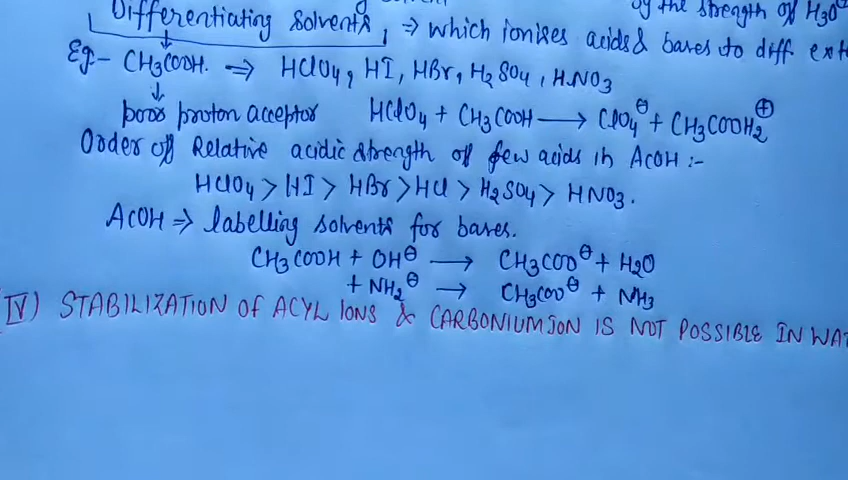 by the strength of H3O⊕
Differentiating solvents ⇒ which ionises acids & bases to diff. ext
Eg- CH3COOH. ⇒ HClO4, HI, HBr, H2SO4, HNO3
poor proton acceptor HClO4 + CH3COOH ⟶ ClO4⊖ + CH3COOH2⊕
Order of Relative acidic strength of few acids in AcOH :-
HClO4 > HI > HBr > HCl > H2SO4 > HNO3.
AcOH ⇒ labelling solvents for bases.
CH3COOH + OH⊖ ⟶ CH3COO⊖ + H2O
+ NH2⊖ ⟶ CH3COO⊖ + NH3
IV) STABILIZATION OF ACYL IONS & CARBONIUM ION IS NOT POSSIBLE IN WAT